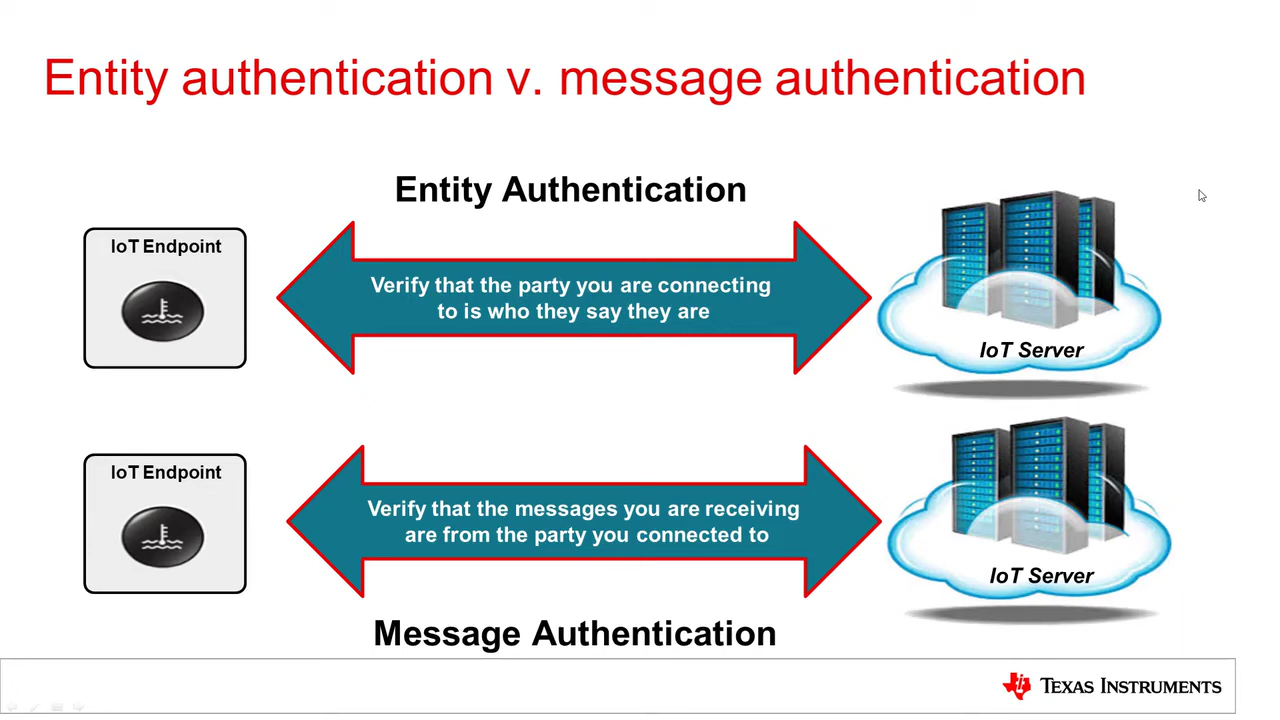 Entity authentication v. message authentication
Entity Authentication
IoT Endpoint
Verify that the party you are connecting
to is who they say they are
IoT Server
IoT Endpoint
Verify that the messages you are receiving
are from the party you connected to
IoT Server
Message Authentication
TEXAS INSTRUMENTS